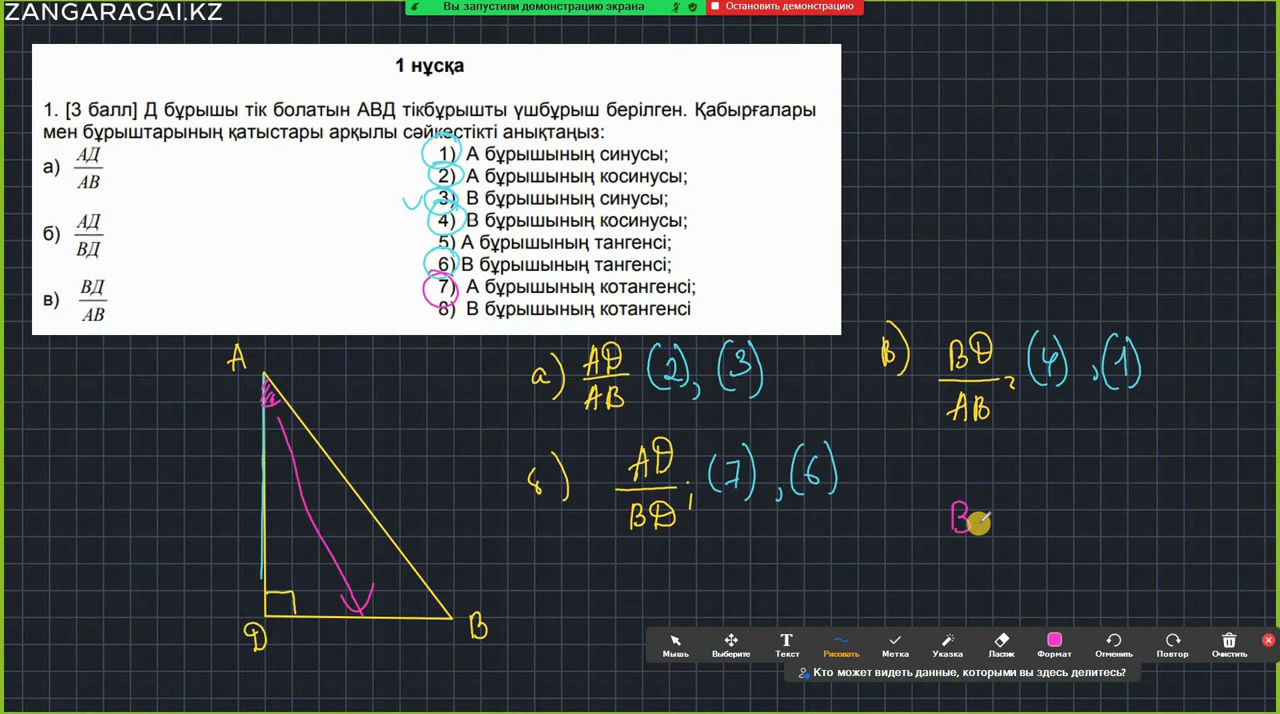 ZANGARAGAI.KZ
Вы запустили демонстрацию экрана
Остановить демонстрацию
1 нұсқа
1. [3 балл] Д бұрышы тік болатын АВД тікбұрышты үшбұрыш берілген. Қабырғалары
мен бұрыштарының қатыстары арқылы сәйкестікті анықтаңыз:
а) АД/АВ
1) А бұрышының синусы;
2) А бұрышының косинусы;
3) В бұрышының синусы;
б) АД/ВД
4) В бұрышының косинусы;
5) А бұрышының тангенсі;
6) В бұрышының тангенсі;
в) ВД/АВ
7) А бұрышының котангенсі;
8) В бұрышының котангенсі
A
D
B
а) AD/AB (2), (3)
б) AD/BD; (7), (6)
В) BD/AB (4), (1)
B
Мышь
Выберите
Текст
Рисовать
Метка
Указка
Ластик
Формат
Отменить
Повтор
Очистить
Кто может видеть данные, которыми вы здесь делитесь?